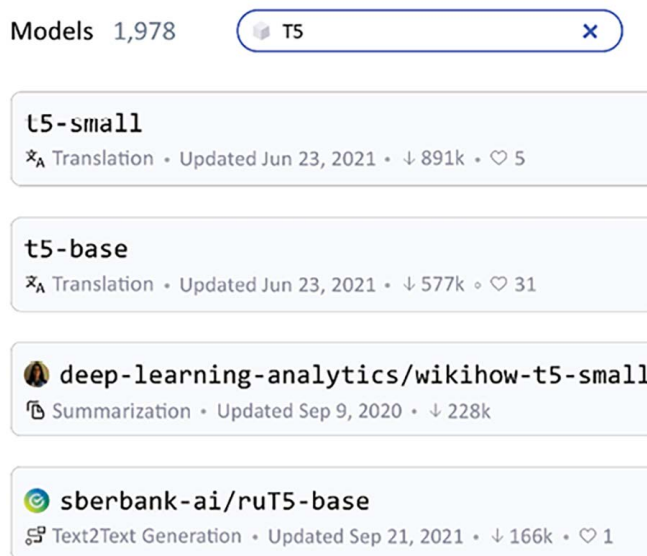 Models 1,978 T5
t5-small
Translation • Updated Jun 23, 2021 • ↓ 891k • ♡ 5
t5-base
Translation • Updated Jun 23, 2021 • ↓ 577k • ♡ 31
deep-learning-analytics/wikihow-t5-small
Summarization • Updated Sep 9, 2020 • ↓ 228k
sberbank-ai/ruT5-base
Text2Text Generation • Updated Sep 21, 2021 • ↓ 166k • ♡ 1